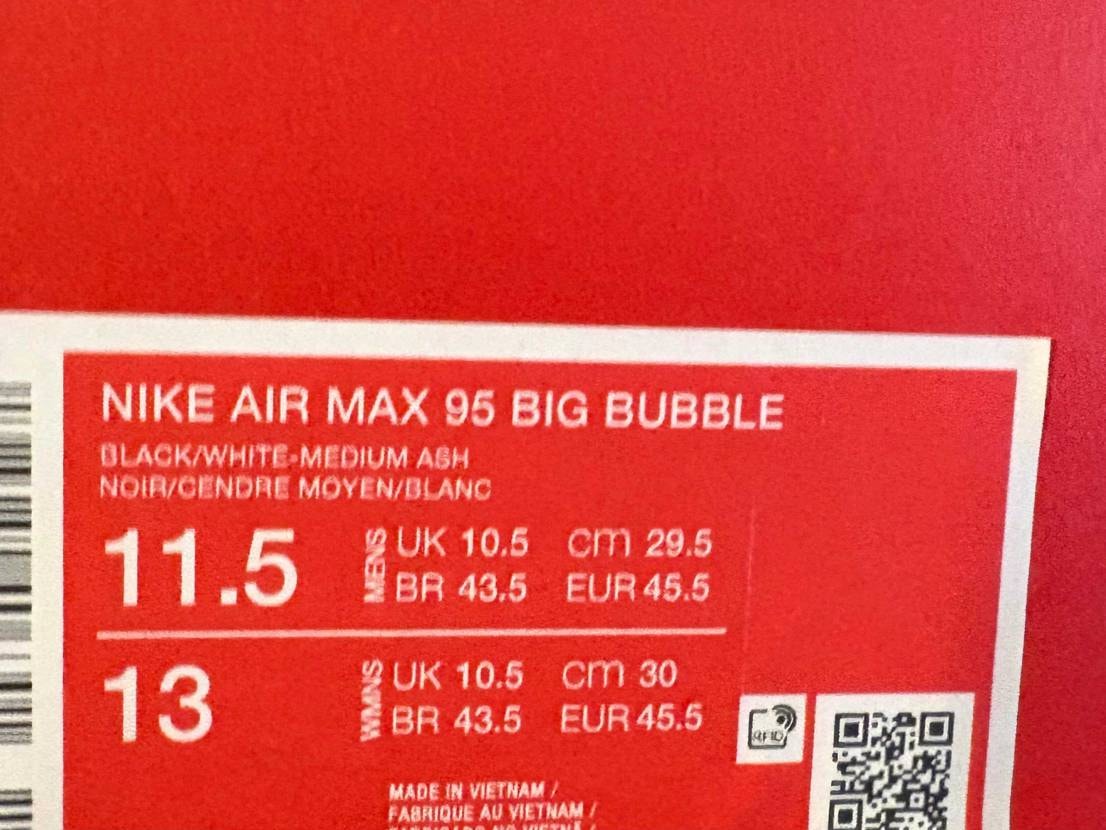 NIKE AIR MAX 95 BIG BUBBLE
BLACK/WHITE-MEDIUM ASH
NOIR/CENDRE MOYEN/BLANC
11.5 MENS UK 10.5 cm 29.5
BR 43.5 EUR 45.5
13 WMNS UK 10.5 cm 30
BR 43.5 EUR 45.5
RFID
MADE IN VIETNAM /
FABRIQUE AU VIETNAM /